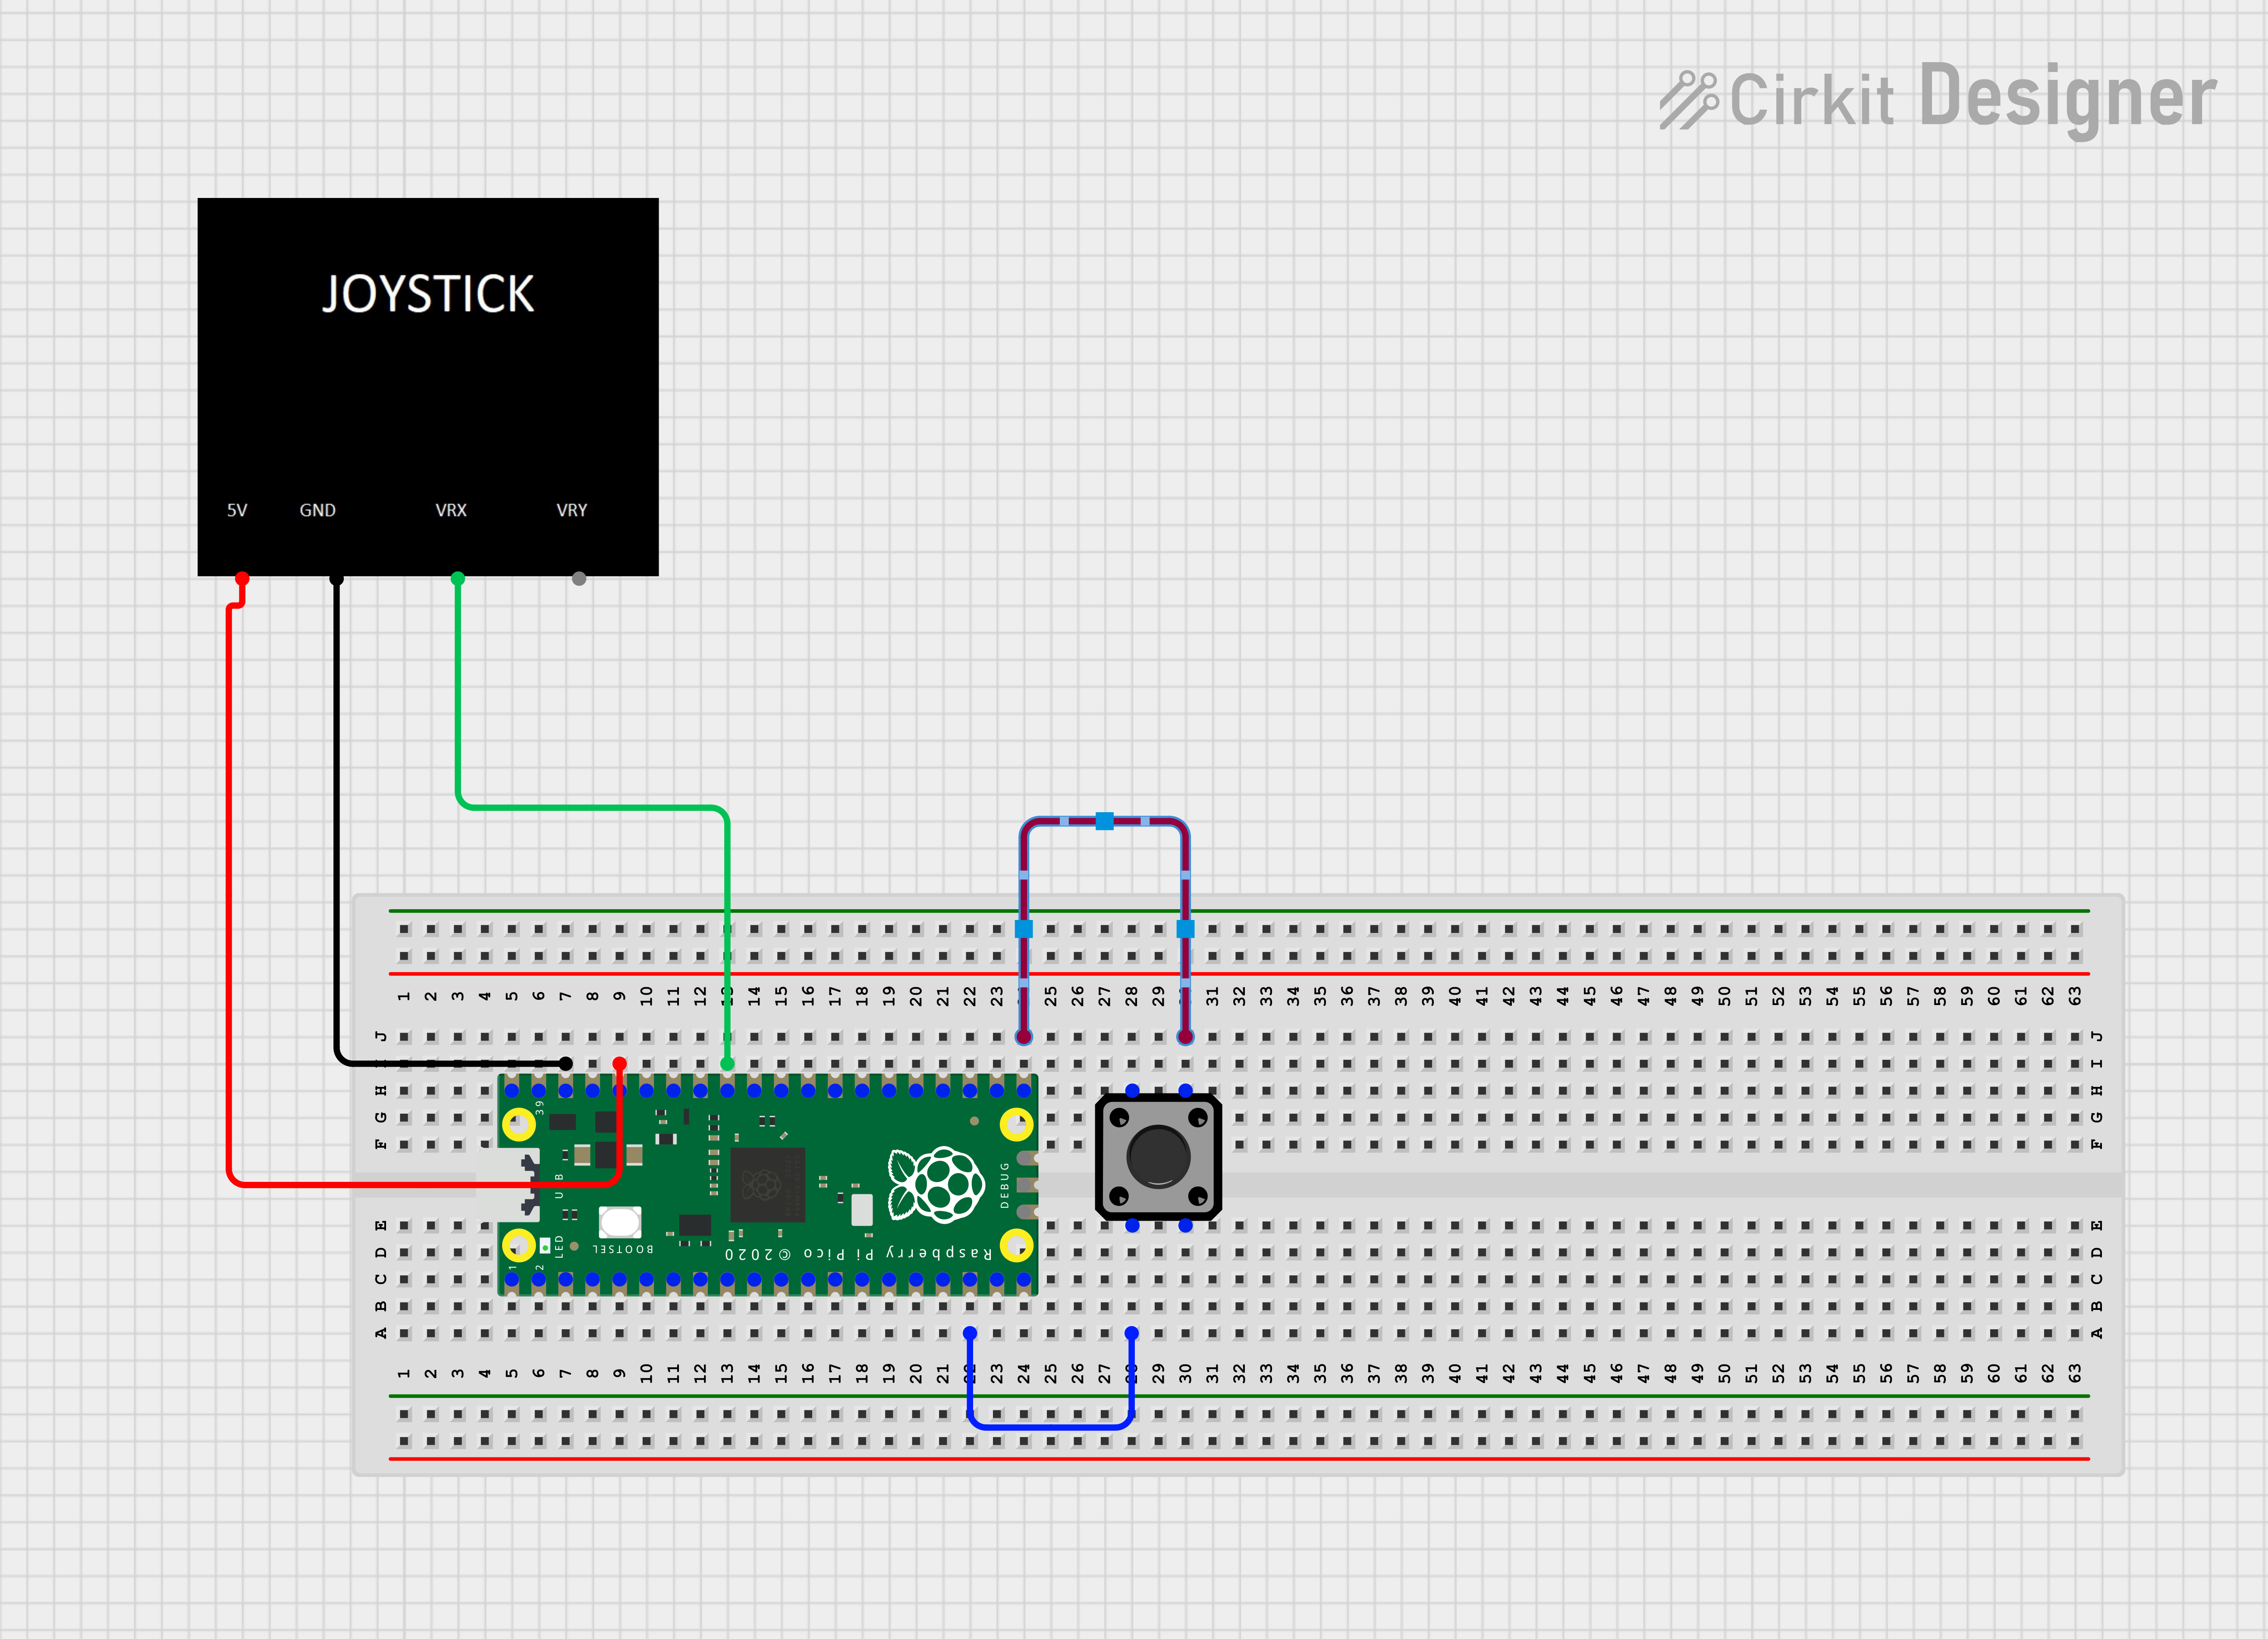 Cirkit Designer
JOYSTICK
5V GND VRX VRY
1 2 3 4 5 6 7 8 9 10 11 12 13 14 15 16 17 18 19 20 21 22 23 25 26 27 28 29 31 32 33 34 35 36 37 38 39 40 41 42 43 44 45 46 47 48 49 50 51 52 53 54 55 56 57 58 59 60 61 62 63
J J
I
H H
39
G G
F F
USB
DEBUG
E E
LED
BOOTSEL
Raspberry Pi Pico © 2020
D D
1 2
C C
B B
A A
1 2 3 4 5 6 7 8 9 10 11 12 13 14 15 16 17 18 19 20 21 22 23 24 25 26 27 28 29 30 31 32 33 34 35 36 37 38 39 40 41 42 43 44 45 46 47 48 49 50 51 52 53 54 55 56 57 58 59 60 61 62 63